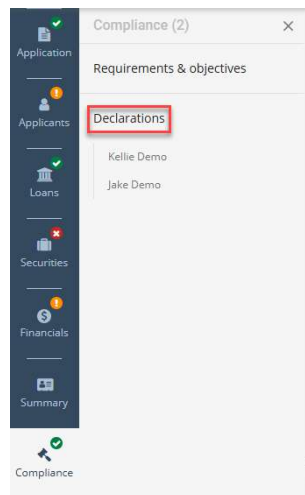 Application
Applicants
Loans
Securities
Financials
Summary
Compliance
Compliance (2)
Requirements & objectives
Declarations
Kellie Demo
Jake Demo